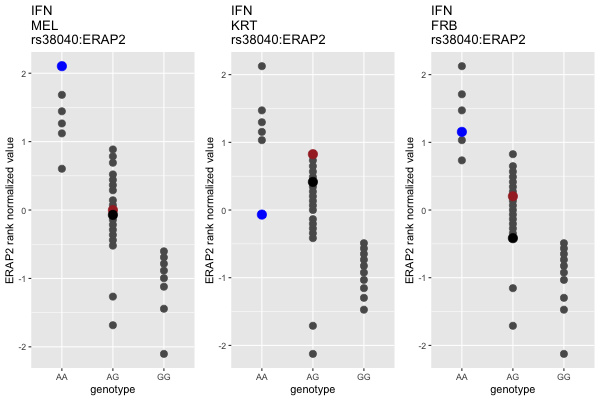 IFN
MEL
rs38040:ERAP2
ERAP2 rank normalized value
2
1
0
-1
-2
AA
AG
GG
genotype
IFN
KRT
rs38040:ERAP2
ERAP2 rank normalized value
2
1
0
-1
-2
AA
AG
GG
genotype
IFN
FRB
rs38040:ERAP2
ERAP2 rank normalized value
2
1
0
-1
-2
AA
AG
GG
genotype